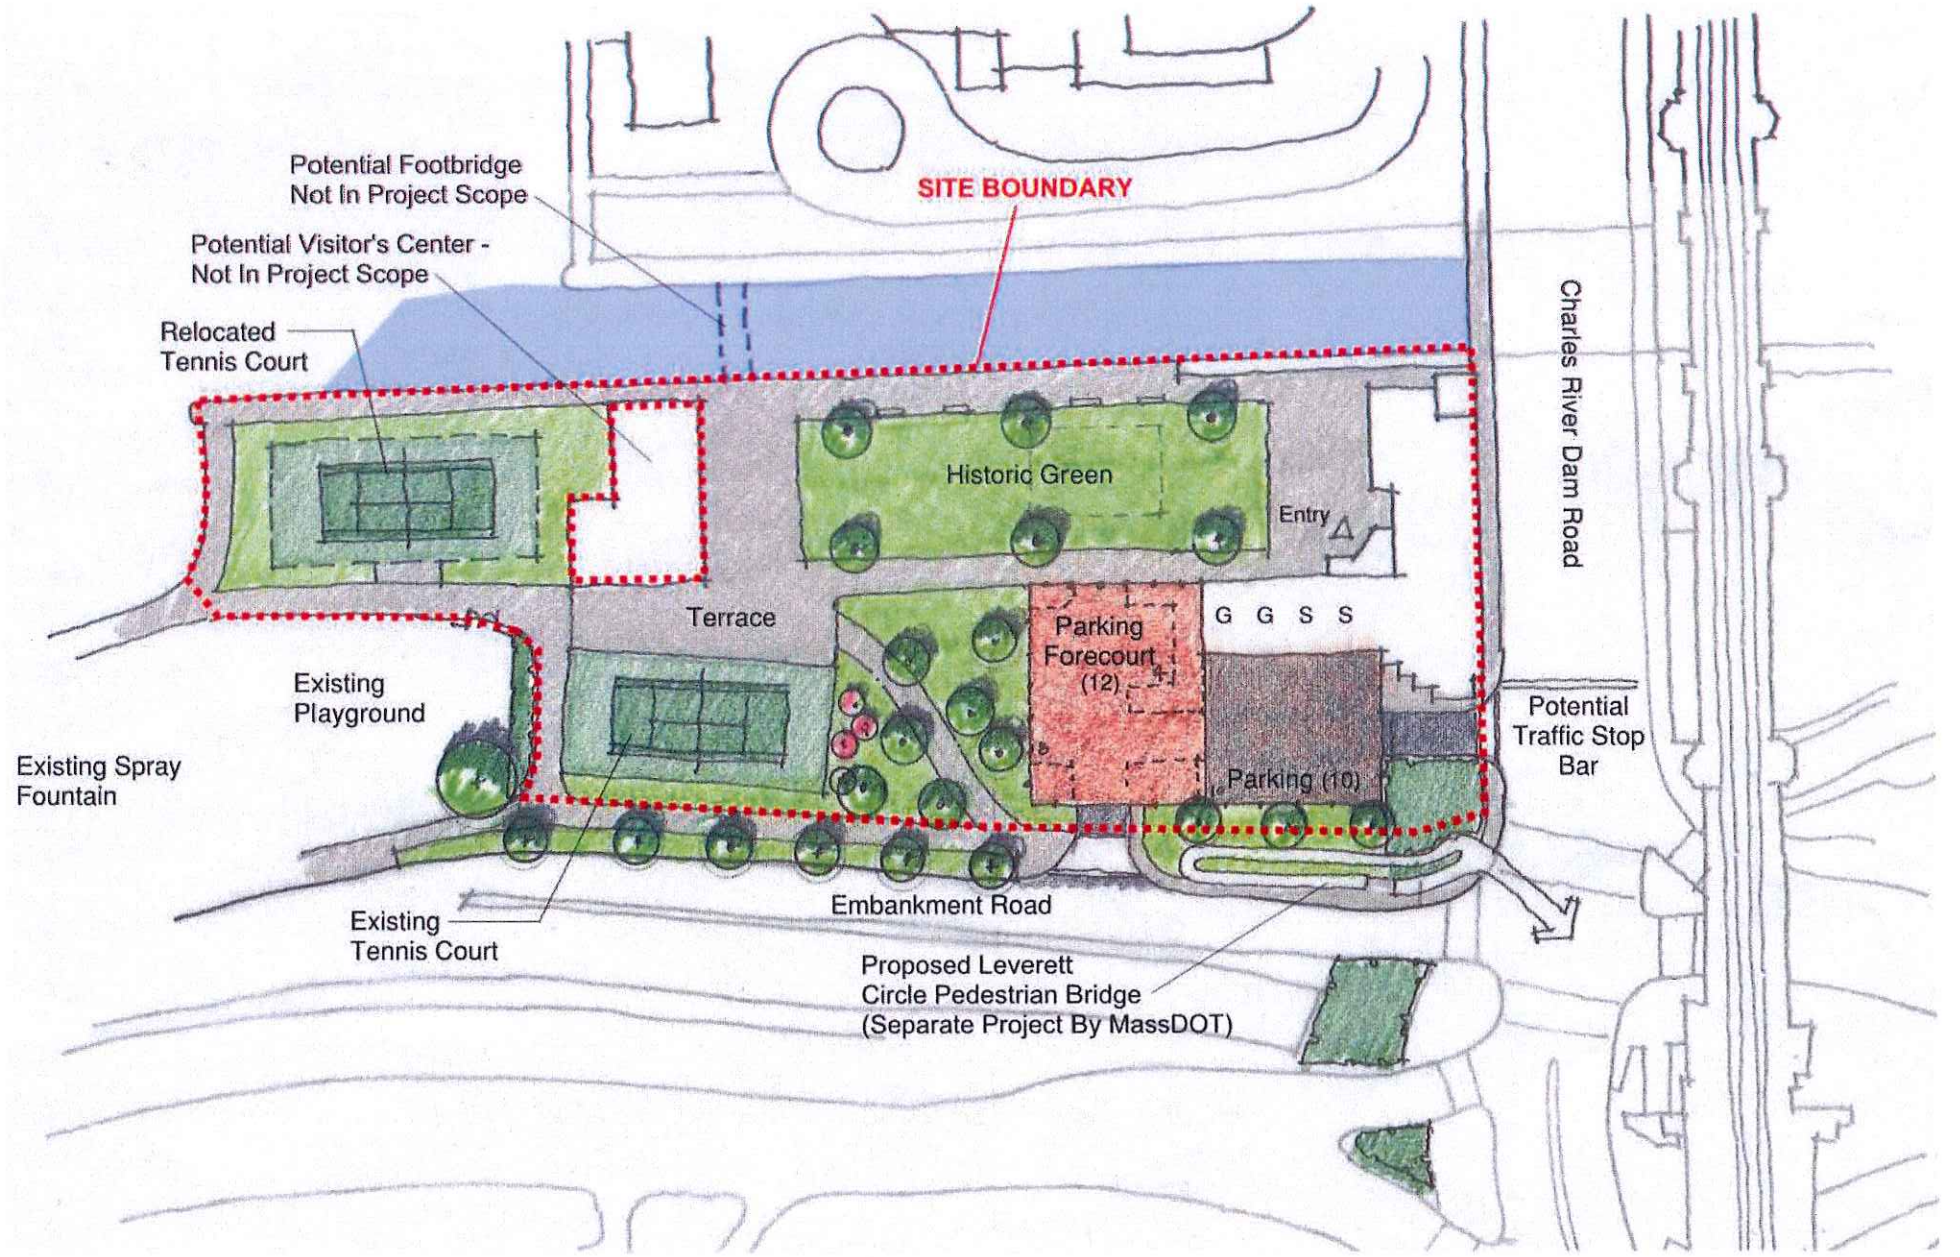 Potential Footbridge
Not In Project Scope
SITE BOUNDARY
Potential Visitor's Center -
Not In Project Scope
Relocated
Tennis Court
Charles River Dam Road
Historic Green
Entry
Terrace
Parking
Forecourt
(12)
G G S S
Existing
Playground
Potential
Traffic Stop
Bar
Existing Spray
Fountain
Parking (10)
Embankment Road
Existing
Tennis Court
Proposed Leverett
Circle Pedestrian Bridge
(Separate Project By MassDOT)